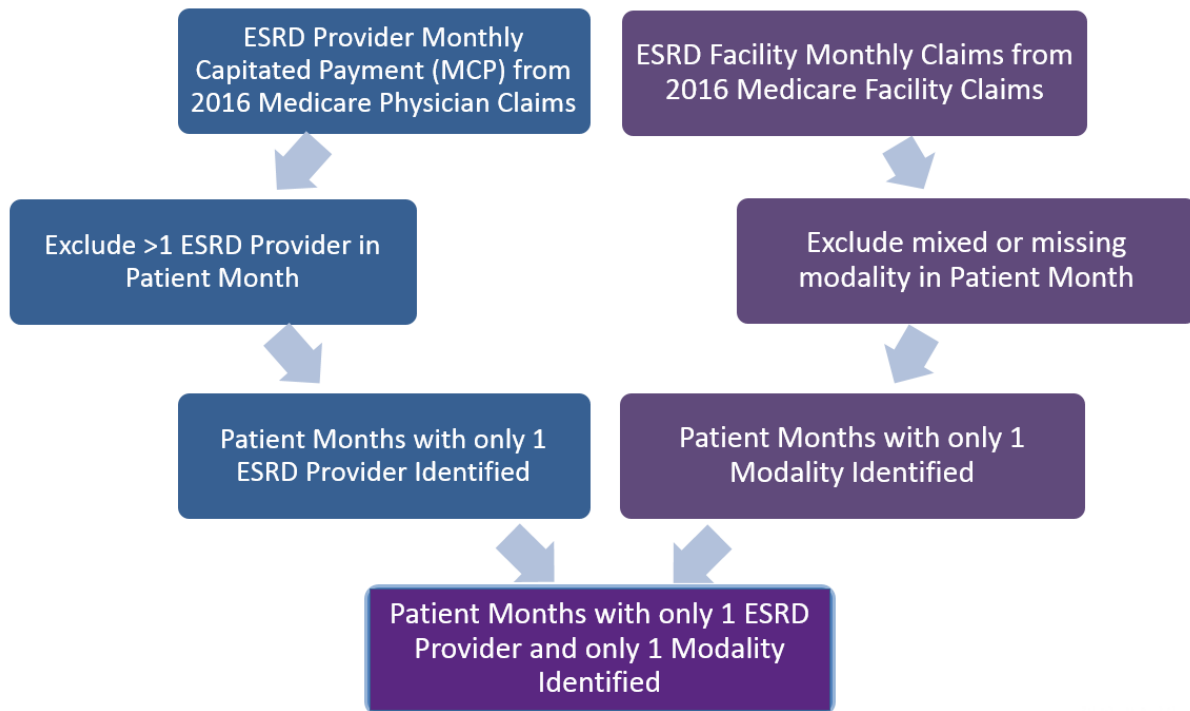 ESRD Provider Monthly
Capitated Payment (MCP) from
2016 Medicare Physician Claims
ESRD Facility Monthly Claims from
2016 Medicare Facility Claims
Exclude >1 ESRD Provider in
Patient Month
Exclude mixed or missing
modality in Patient Month
Patient Months with only 1
ESRD Provider Identified
Patient Months with only 1
Modality Identified
Patient Months with only 1 ESRD
Provider and only 1 Modality
Identified